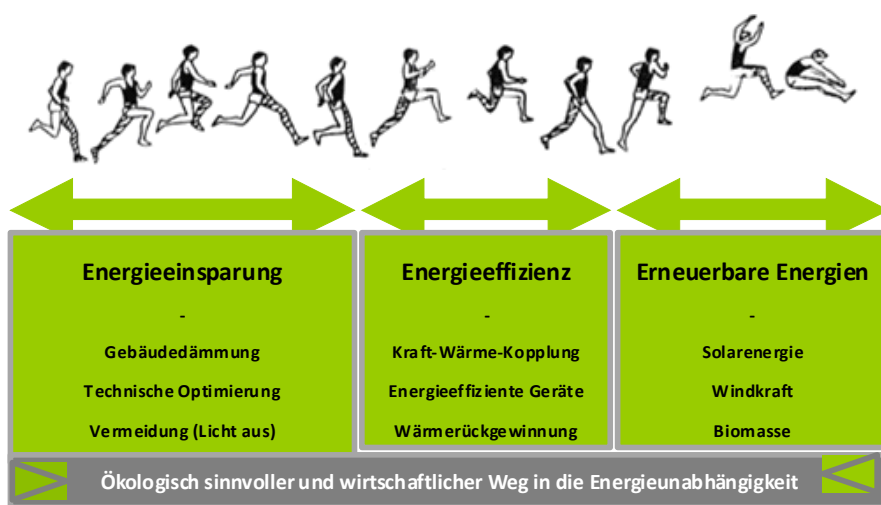 Energieeinsparung
-
Gebäudedämmung
Technische Optimierung
Vermeidung (Licht aus)
Energieeffizienz
-
Kraft-Wärme-Kopplung
Energieeffiziente Geräte
Wärmerückgewinnung
Erneuerbare Energien
-
Solarenergie
Windkraft
Biomasse
Ökologisch sinnvoller und wirtschaftlicher Weg in die Energieunabhängigkeit